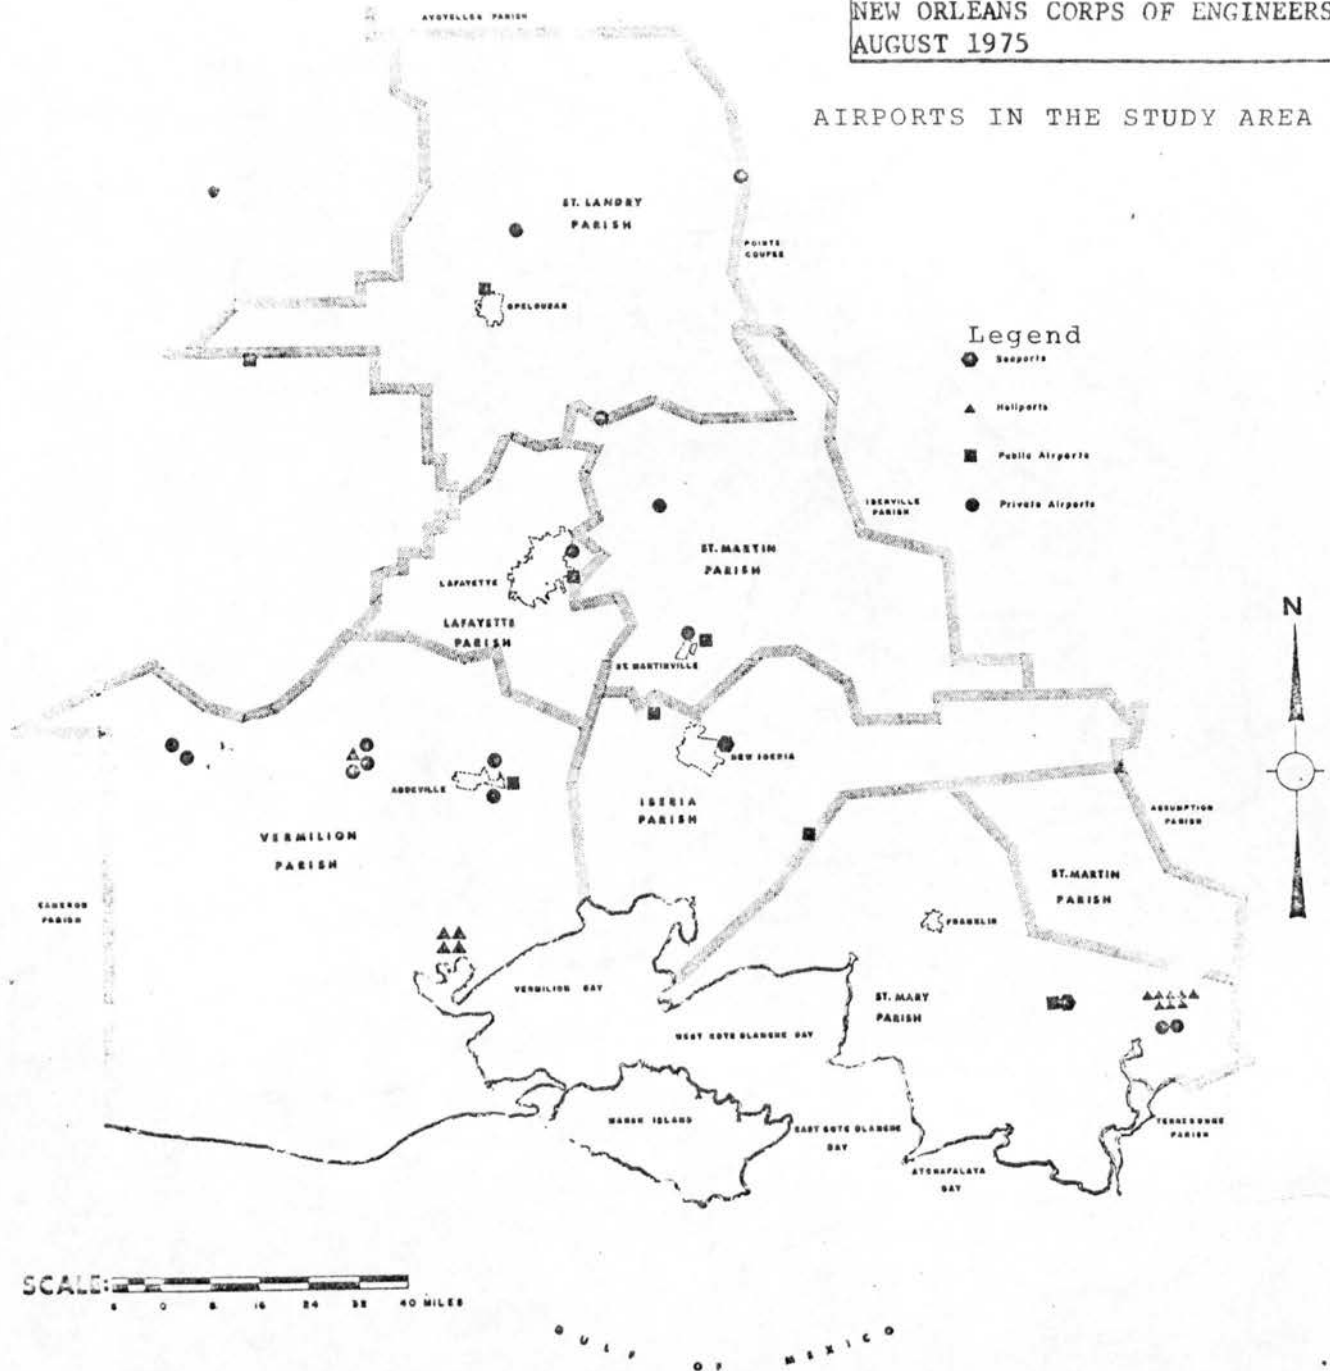 NEW ORLEANS CORPS OF ENGINEERS
AUGUST 1975
AIRPORTS IN THE STUDY AREA
AVOYELLES PARISH
ST. LANDRY
PARISH
POINTE
COUPEE
OPELOUSAS
Legend
Seaports
Heliports
Public Airports
Private Airports
IBERVILLE
PARISH
ST. MARTIN
PARISH
LAFAYETTE
LAFAYETTE
PARISH
ST. MARTINVILLE
N
NEW IBERIA
ABBEVILLE
IBERIA
PARISH
ASSUMPTION
PARISH
VERMILION
PARISH
ST. MARTIN
PARISH
CAMERON
PARISH
FRANKLIN
VERMILION BAY
ST. MARY
PARISH
WEST COTE BLANCHE BAY
MARSH ISLAND
EAST COTE BLANCHE
BAY
TERREBONNE
PARISH
ATCHAFALAYA
BAY
SCALE:
8 0 8 16 24 32 40 MILES
GULF OF MEXICO